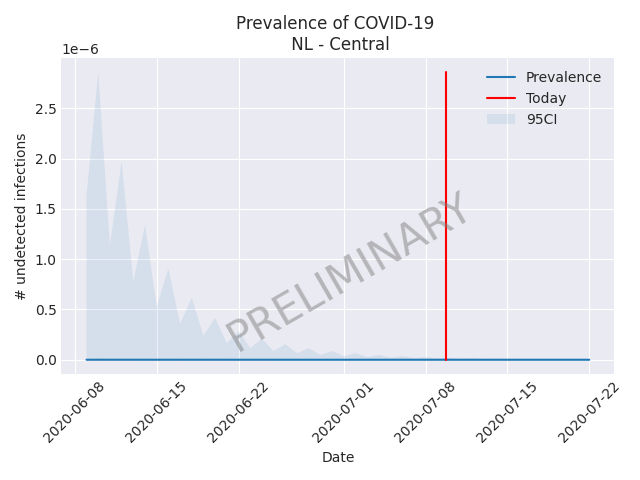 Prevalence of COVID-19
NL - Central
1e−6
Prevalence
Today
95CI
2.5
2.0
1.5
1.0
0.5
0.0
# undetected infections
PRELIMINARY
2020-06-08
2020-06-15
2020-06-22
2020-07-01
2020-07-08
2020-07-15
2020-07-22
Date